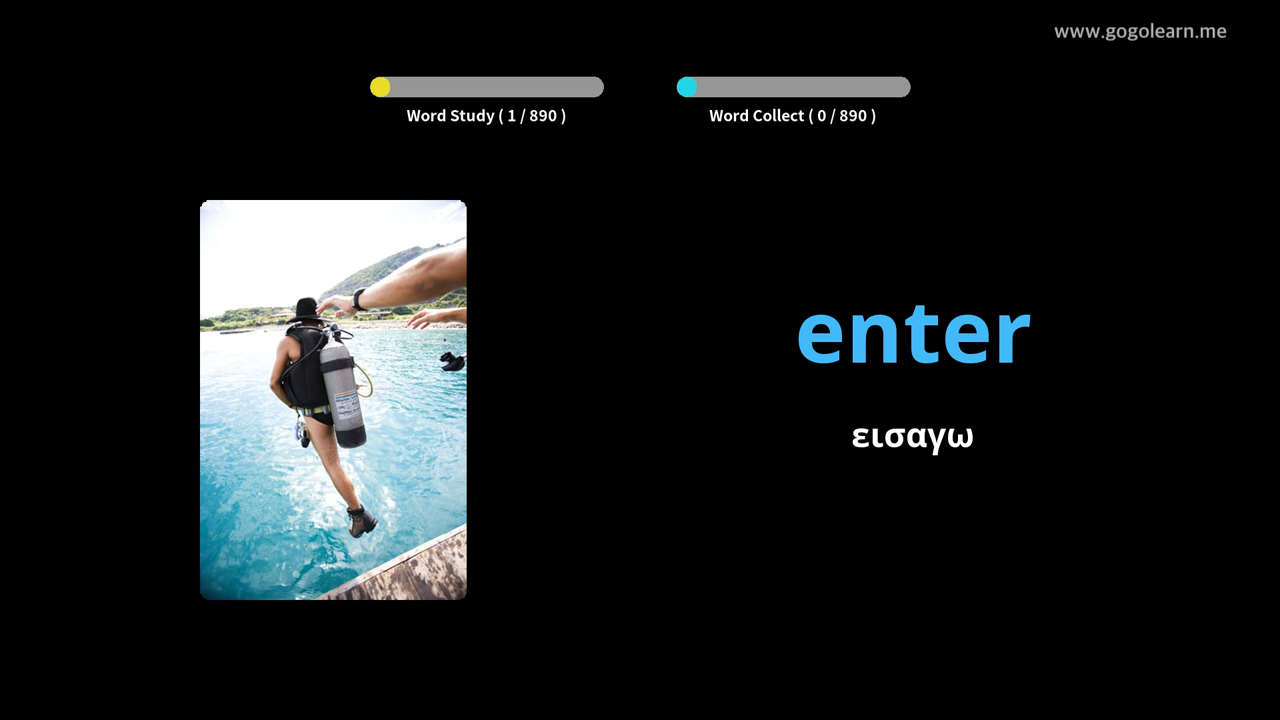 www.gogolearn.me
Word Study ( 1 / 890 )
Word Collect ( 0 / 890 )
enter
εισαγω